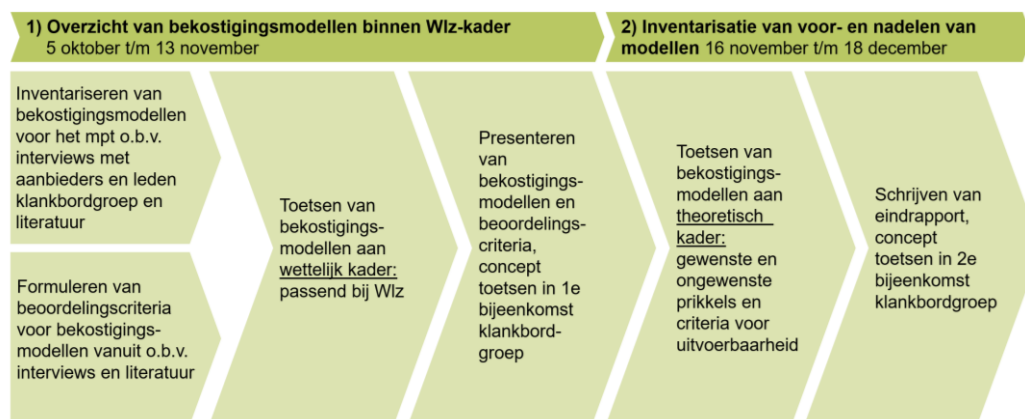 1) Overzicht van bekostigingsmodellen binnen Wlz-kader
5 oktober t/m 13 november
2) Inventarisatie van voor- en nadelen van
modellen 16 november t/m 18 december
Inventariseren van
bekostigingsmodellen
voor het mpt o.b.v.
interviews met
aanbieders en leden
klankbordgroep en
literatuur
Formuleren van
beoordelingscriteria
voor bekostigings-
modellen vanuit o.b.v.
interviews en literatuur
Toetsen van
bekostigings-
modellen aan
wettelijk kader:
passend bij Wlz
Presenteren
van
bekostigings-
modellen en
beoordelings-
criteria,
concept
toetsen in 1e
bijeenkomst
klankbord-
groep
Toetsen van
bekostigings-
modellen aan
theoretisch
kader:
gewenste en
ongewenste
prikkels en
criteria voor
uitvoerbaarheid
Schrijven van
eindrapport,
concept
toetsen in 2e
bijeenkomst
klankbordgroep